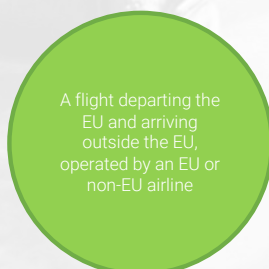 A flight departing the
EU and arriving
outside the EU,
operated by an EU or
non-EU airline